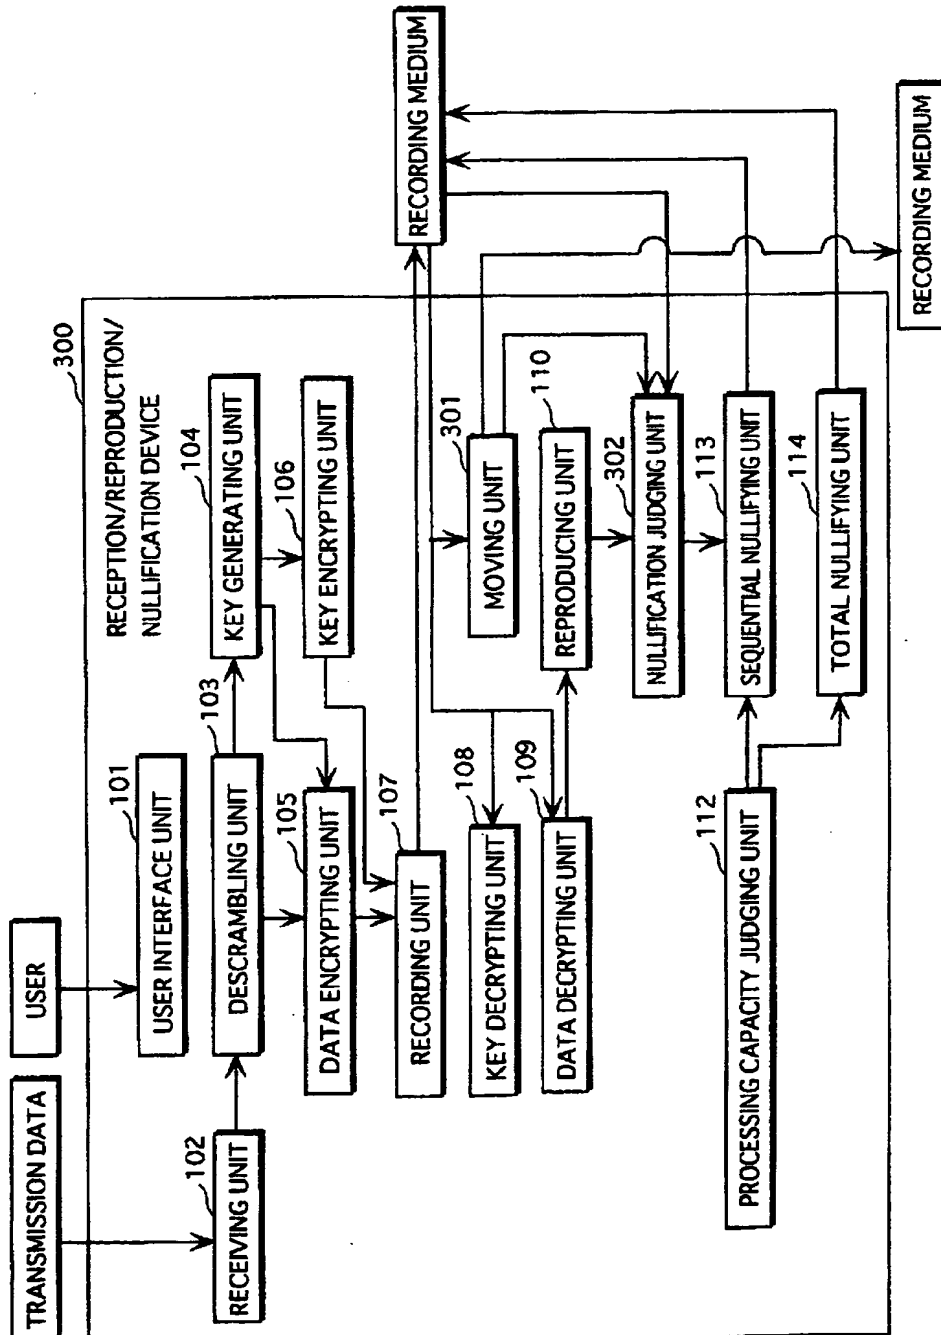 TRANSMISSION DATA
USER
300
RECEPTION/REPRODUCTION/
NULLIFICATION DEVICE
101
USER INTERFACE UNIT
102
RECEIVING UNIT
103
DESCRAMBLING UNIT
104
KEY GENERATING UNIT
105
DATA ENCRYPTING UNIT
106
KEY ENCRYPTING UNIT
107
RECORDING UNIT
RECORDING MEDIUM
108
KEY DECRYPTING UNIT
301
MOVING UNIT
109
DATA DECRYPTING UNIT
110
REPRODUCING UNIT
302
NULLIFICATION JUDGING UNIT
112
PROCESSING CAPACITY JUDGING UNIT
113
SEQUENTIAL NULLIFYING UNIT
114
TOTAL NULLIFYING UNIT
RECORDING MEDIUM